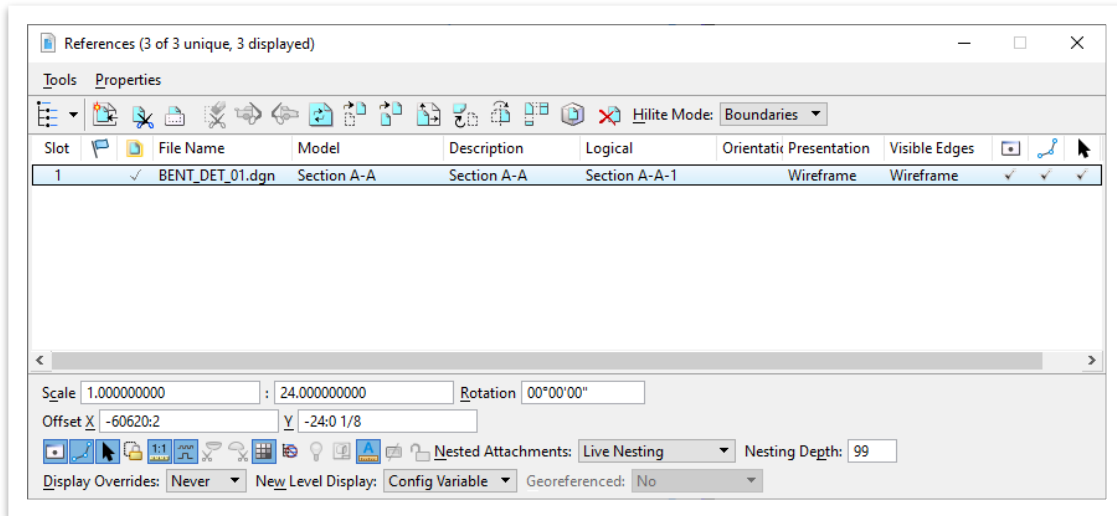 References (3 of 3 unique, 3 displayed)
Tools Properties
Hilite Mode: Boundaries
Slot File Name Model Description Logical Orientatic Presentation Visible Edges
1 BENT_DET_01.dgn Section A-A Section A-A Section A-A-1 Wireframe Wireframe
Scale 1.000000000 : 24.000000000 Rotation 00°00'00"
Offset X -60620:2 Y -24:0 1/8
1:1 A Nested Attachments: Live Nesting Nesting Depth: 99
Display Overrides: Never New Level Display: Config Variable Georeferenced: No